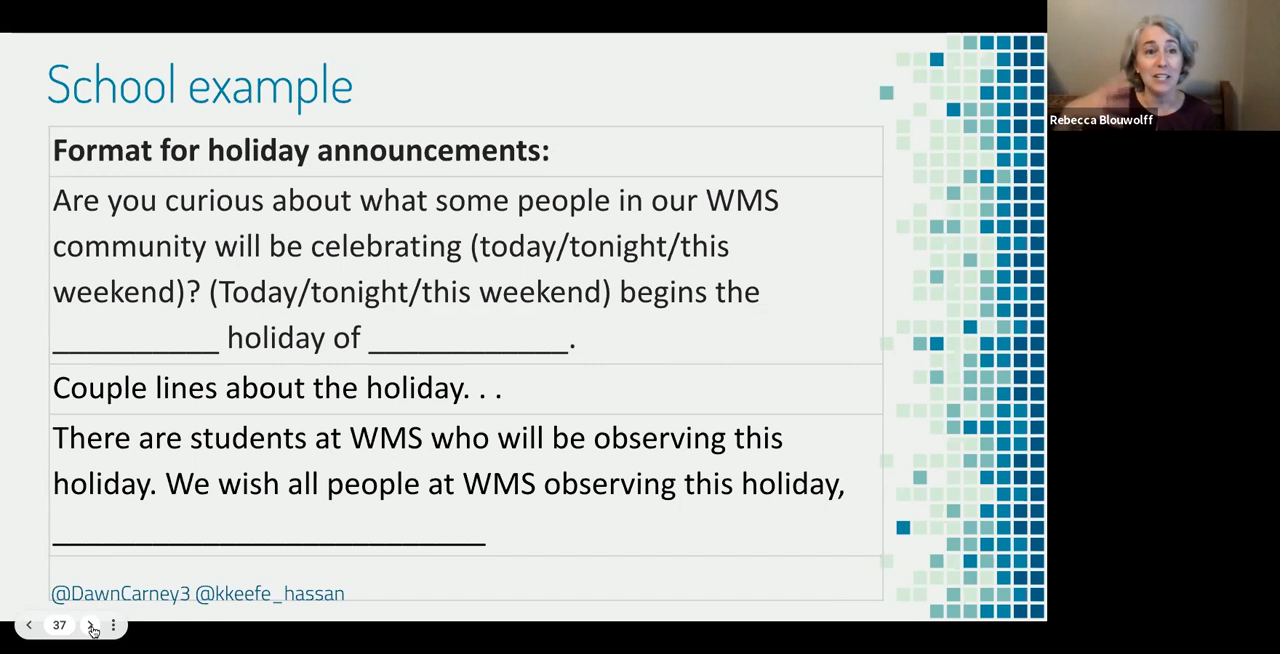 School example
Format for holiday announcements:
Are you curious about what some people in our WMS
community will be celebrating (today/tonight/this
weekend)? (Today/tonight/this weekend) begins the
__________ holiday of ____________.
Couple lines about the holiday. . .
There are students at WMS who will be observing this
holiday. We wish all people at WMS observing this holiday,
__________________________
@DawnCarney3 @kkeefe_hassan
37
Rebecca Blouwolff